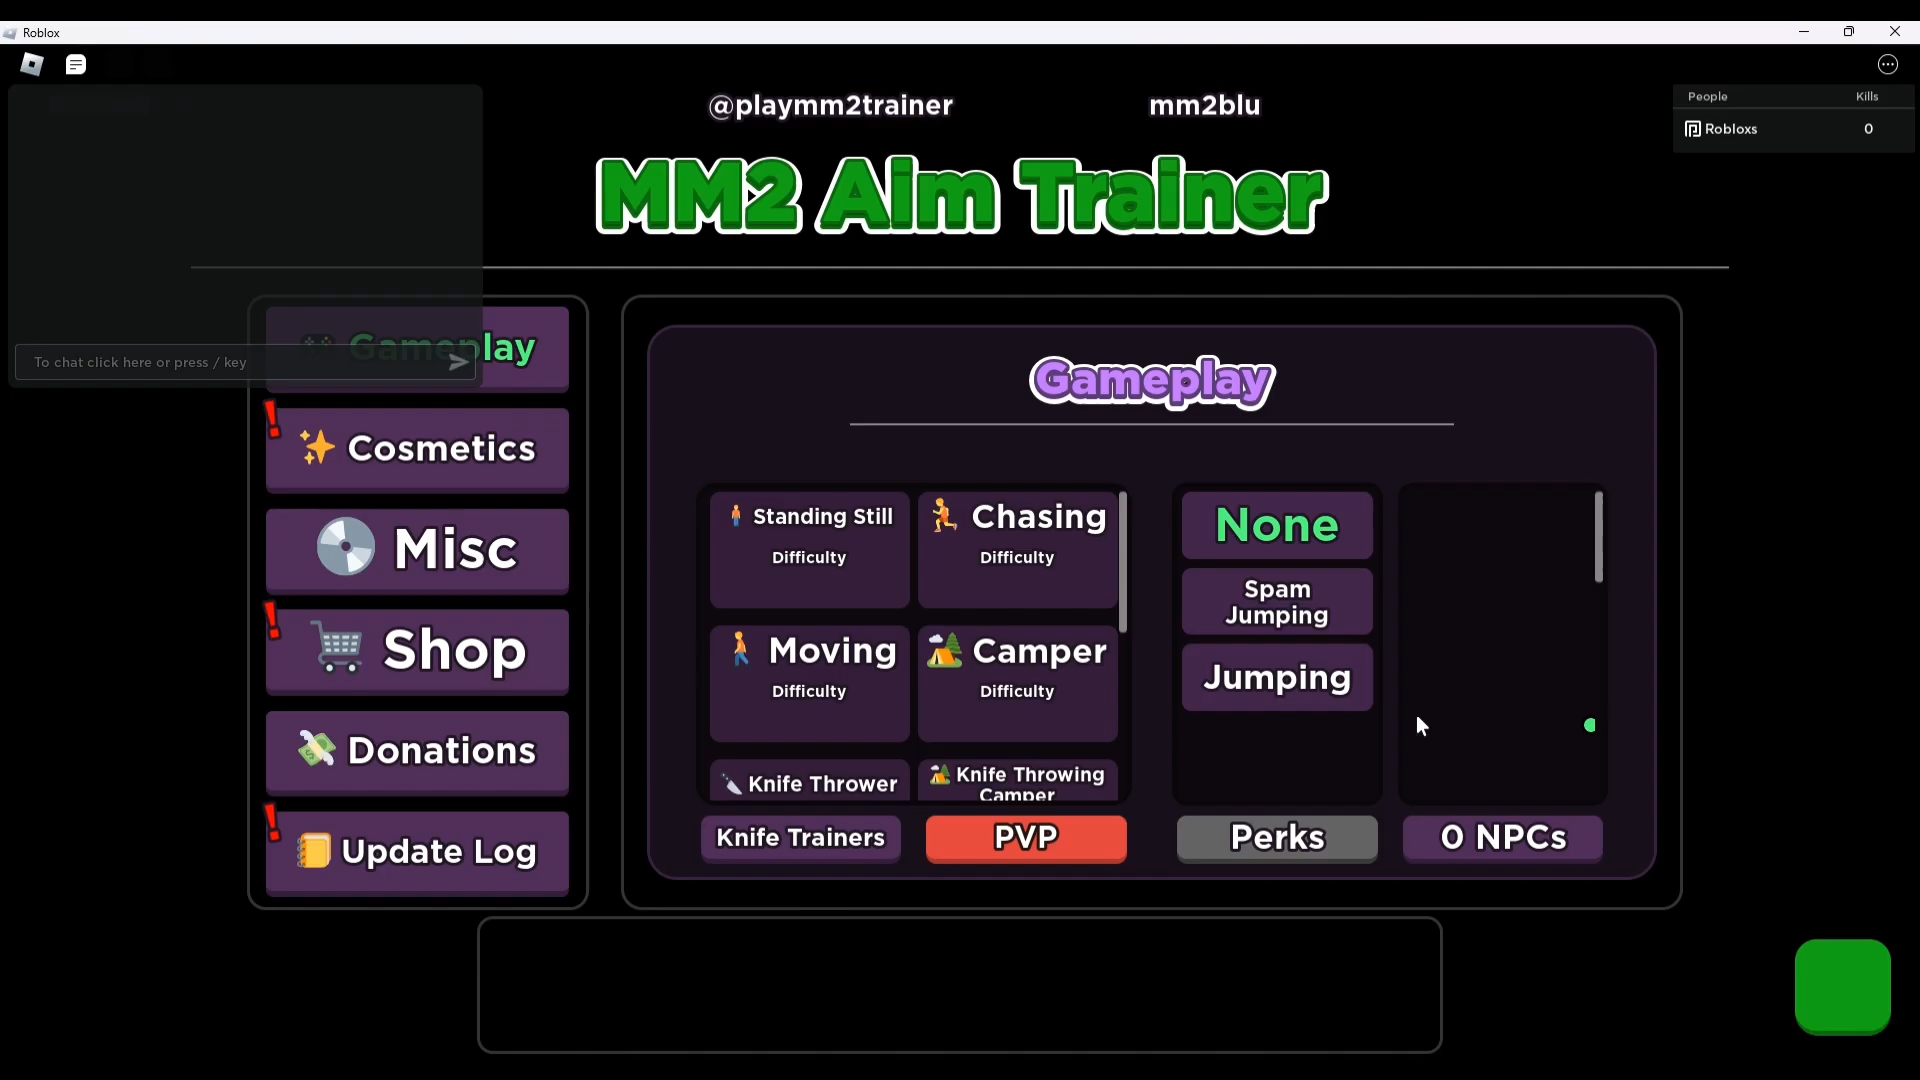 Roblox
@playmm2trainer
mm2blu
People Kills
Robloxs 0
MM2 Aim Trainer
To chat click here or press / key
Gameplay
Cosmetics
Misc
Shop
Donations
Update Log
Gameplay
Standing Still
Difficulty
Chasing
Difficulty
Moving
Difficulty
Camper
Difficulty
Knife Thrower
Knife Throwing
Camper
None
Spam
Jumping
Jumping
Knife Trainers
PVP
Perks
0 NPCs